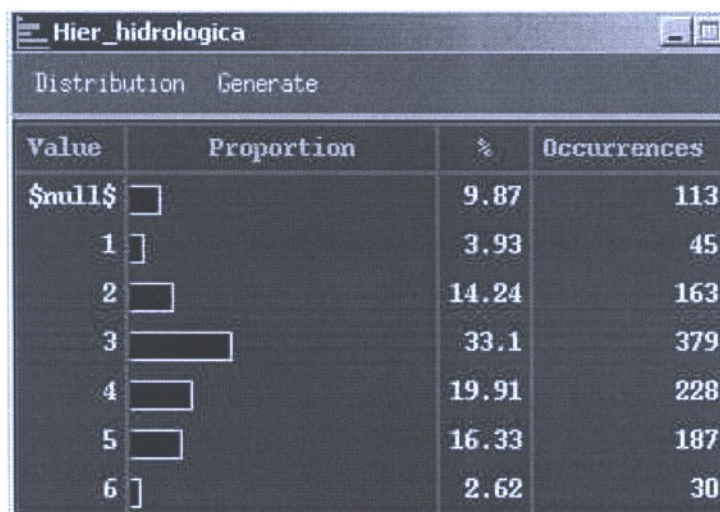 Hier_hidrologica
Distribution Generate
Value Proportion % Occurrences
$null$ 9.87 113
1 3.93 45
2 14.24 163
3 33.1 379
4 19.91 228
5 16.33 187
6 2.62 30